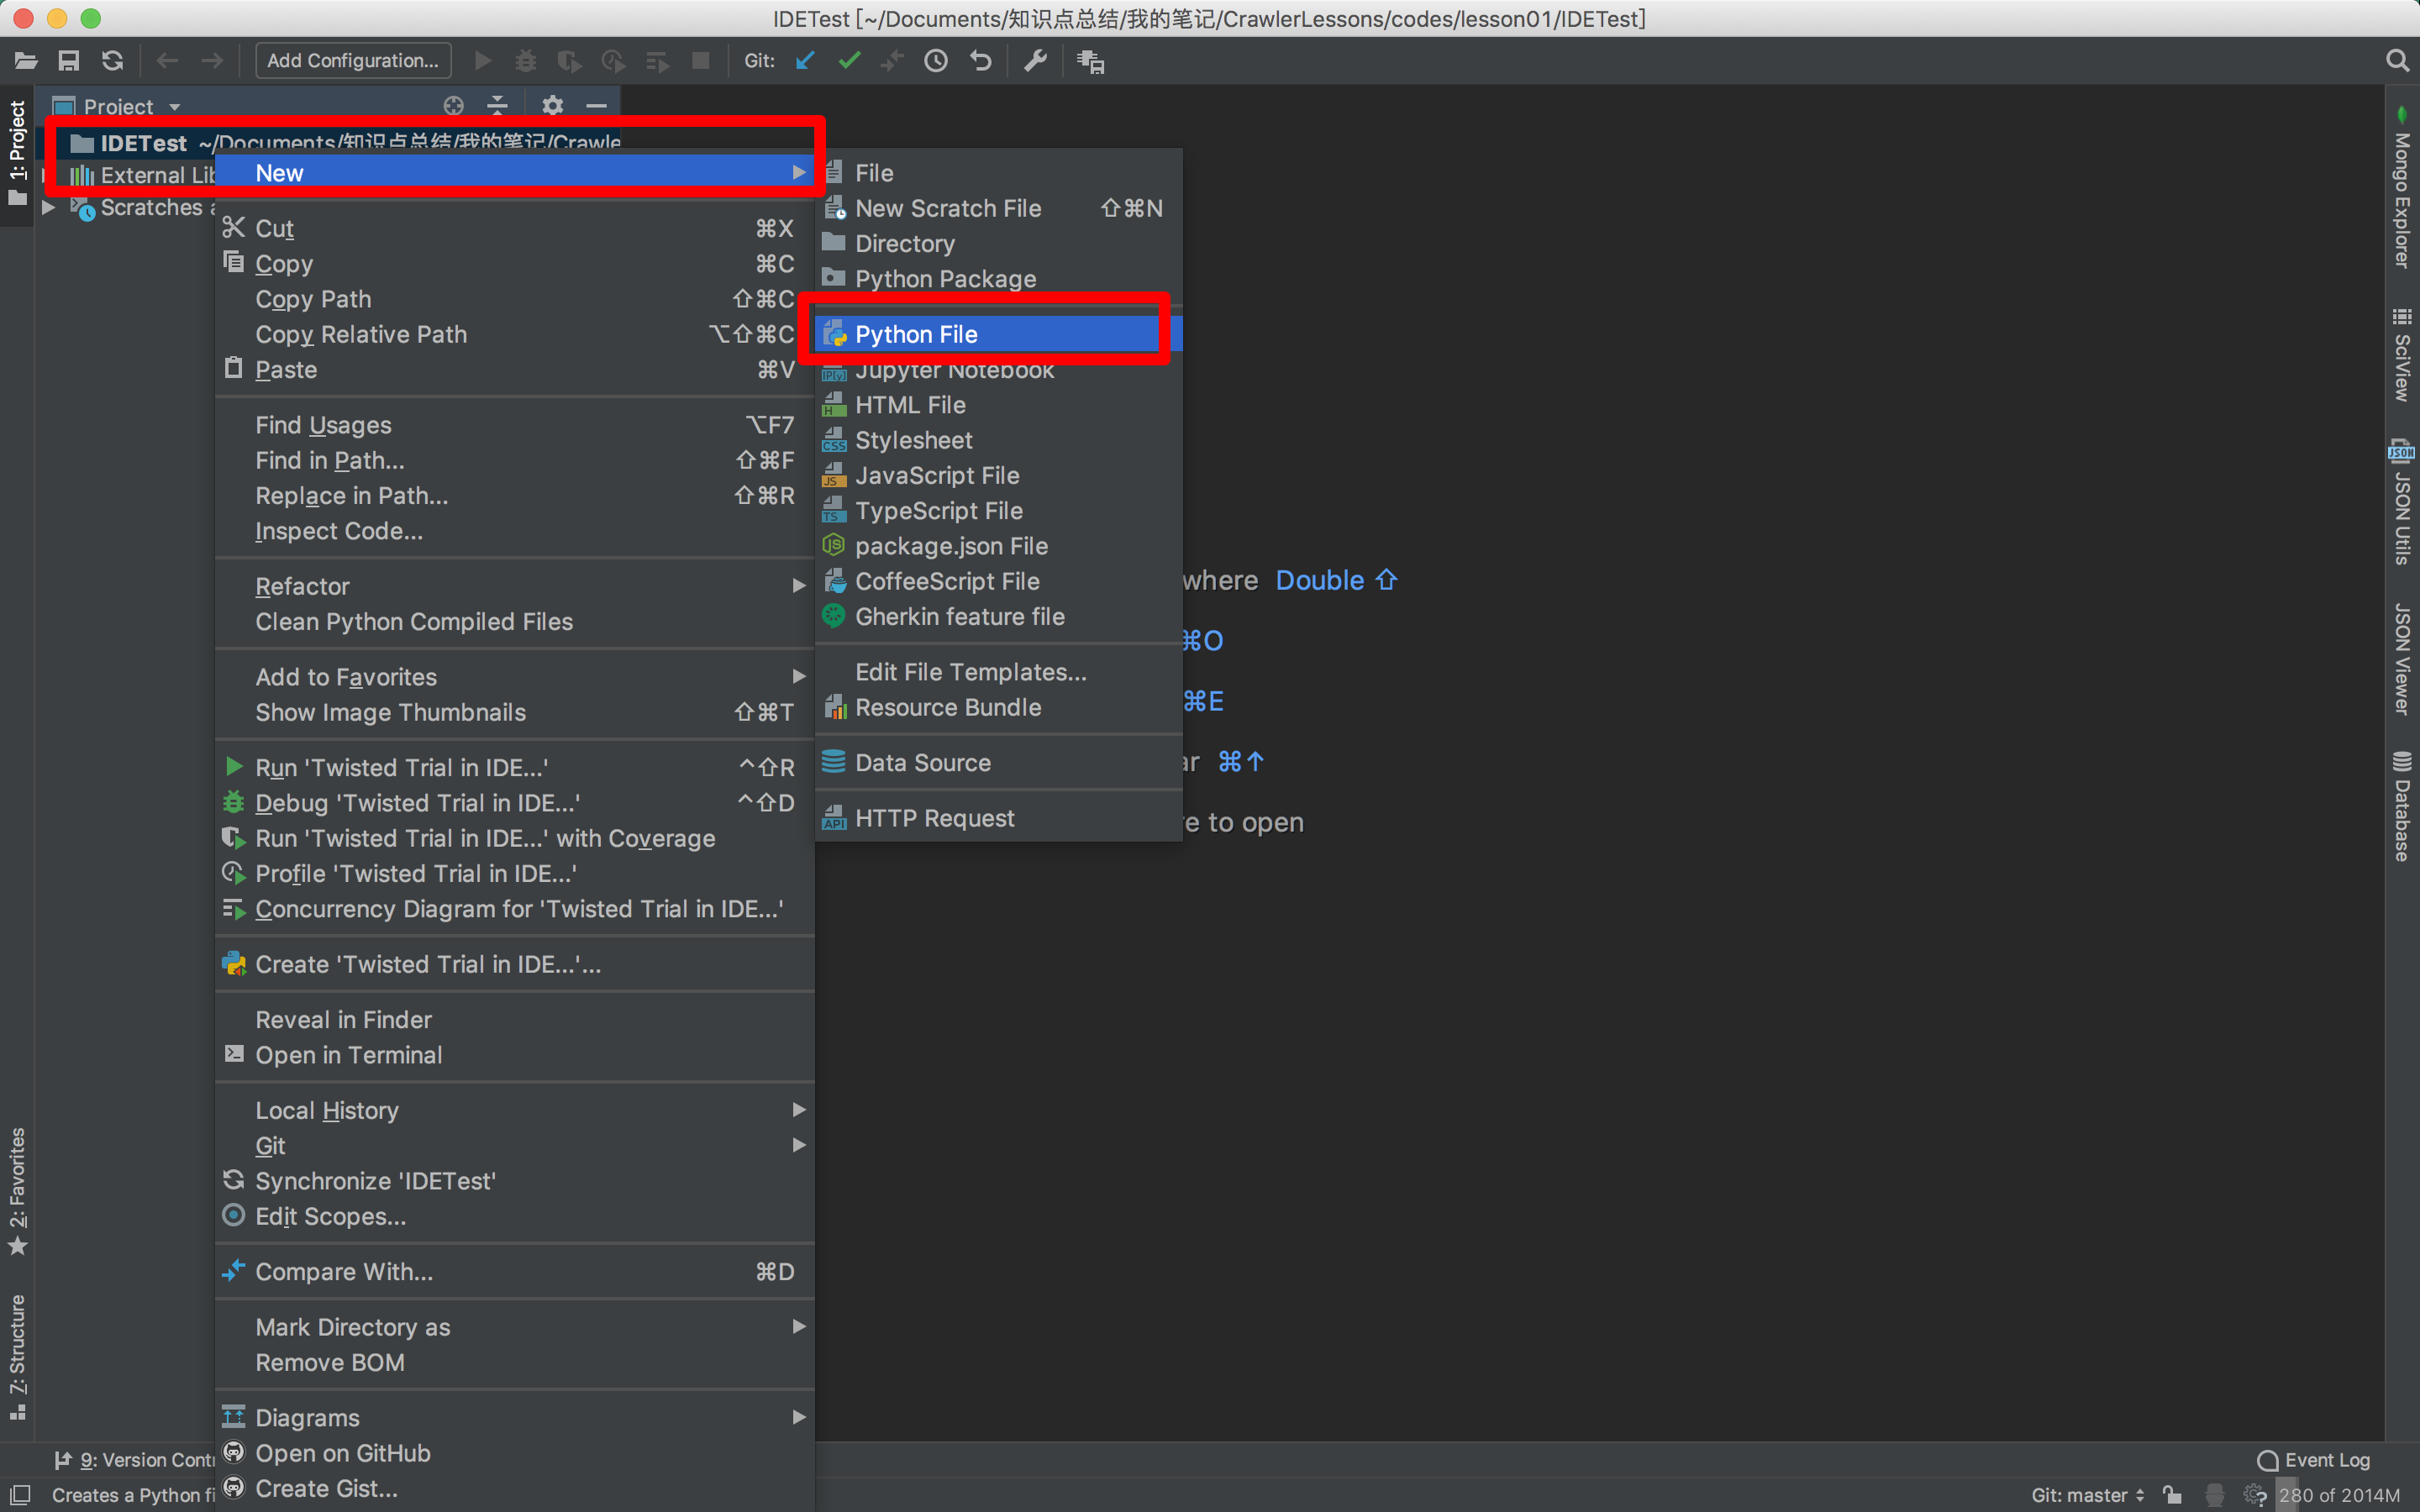 IDETest [~/Documents/知识点总结/我的笔记/CrawlerLessons/codes/lesson01/IDETest]
Add Configuration...
Git:
1: Project
Project
IDETest ~/Documents/知识点总结/我的笔记/Crawle
External Lib
Scratches a
New
Cut ⌘X
Copy ⌘C
Copy Path ⇧⌘C
Copy Relative Path ⌥⇧⌘C
Paste ⌘V
Find Usages ⌥F7
Find in Path... ⇧⌘F
Replace in Path... ⇧⌘R
Inspect Code...
Refactor
Clean Python Compiled Files
Add to Favorites
Show Image Thumbnails ⇧⌘T
Run 'Twisted Trial in IDE...' ^⇧R
Debug 'Twisted Trial in IDE...' ^⇧D
Run 'Twisted Trial in IDE...' with Coverage
Profile 'Twisted Trial in IDE...'
Concurrency Diagram for 'Twisted Trial in IDE...'
Create 'Twisted Trial in IDE...'...
Reveal in Finder
Open in Terminal
Local History
Git
Synchronize 'IDETest'
Edit Scopes...
Compare With... ⌘D
Mark Directory as
Remove BOM
Diagrams
Open on GitHub
Create Gist...
File
New Scratch File ⇧⌘N
Directory
Python Package
Python File
Jupyter Notebook
HTML File
Stylesheet
JavaScript File
TypeScript File
package.json File
CoffeeScript File
Gherkin feature file
Edit File Templates...
Resource Bundle
Data Source
HTTP Request
where Double ⇧
⌘O
⌘E
ar ⌘↑
re to open
Mongo Explorer
SciView
JSON Utils
JSON Viewer
Database
2: Favorites
7: Structure
9: Version Contr
Event Log
Creates a Python fi
Git: master
280 of 2014M